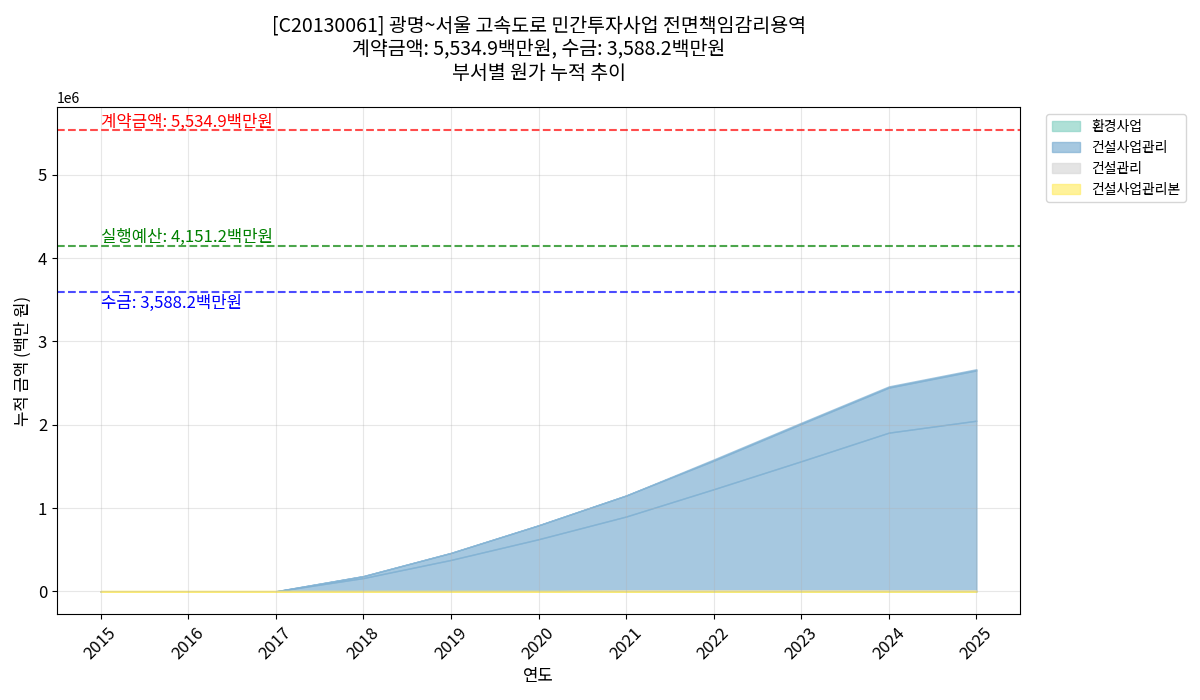 [C20130061] 광명~서울 고속도로 민간투자사업 전면책임감리용역
계약금액: 5,534.9백만원, 수금: 3,588.2백만원
부서별 원가 누적 추이
1e6
계약금액: 5,534.9백만원
실행예산: 4,151.2백만원
수금: 3,588.2백만원
5
4
3
2
1
0
누적 금액 (백만 원)
2015
2016
2017
2018
2019
2020
2021
2022
2023
2024
2025
연도
환경사업
건설사업관리
건설관리
건설사업관리본